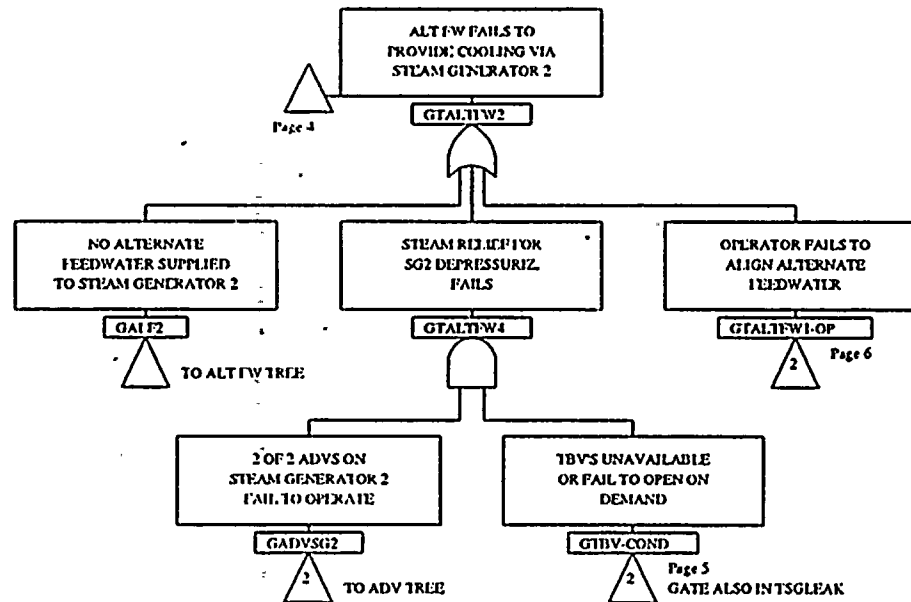 ALT FW FAILS TO
PROVIDE COOLING VIA
STEAM GENERATOR 2
Page 4
GTALTFW2
NO ALTERNATE
FEEDWATER SUPPLIED
TO STEAM GENERATOR 2
STEAM RELIEF FOR
SG2 DEPRESSURIZ.
FAILS
OPERATOR FAILS TO
ALIGN ALTERNATE
FEEDWATER
GALF2
GTALTFW4
GTALTFW1-OP
TO ALT FW TREE
2
Page 6
2 OF 2 ADVS ON
STEAM GENERATOR 2
FAIL TO OPERATE
TBV'S UNAVAILABLE
OR FAIL TO OPEN ON
DEMAND
GADVSG2
GTBV-COND
2
TO ADV TREE
2
Page 5
GATE ALSO IN TSGLEAK